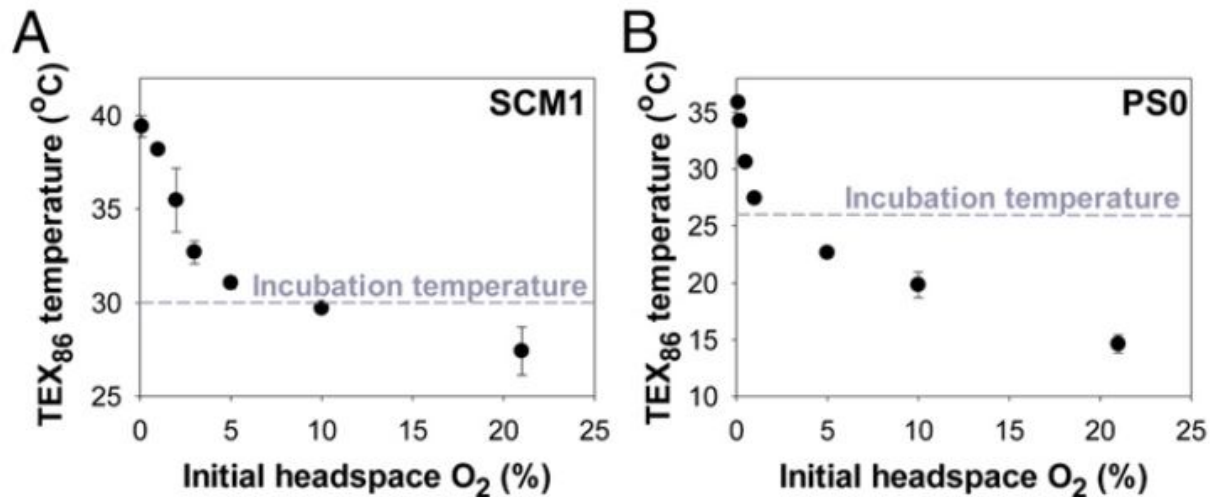 A
TEX₈₆ temperature (°C)
40
35
30
25
SCM1
Incubation temperature
0 5 10 15 20 25
Initial headspace O₂ (%)
B
TEX₈₆ temperature (°C)
35
30
25
20
15
10
PS0
Incubation temperature
0 5 10 15 20 25
Initial headspace O₂ (%)